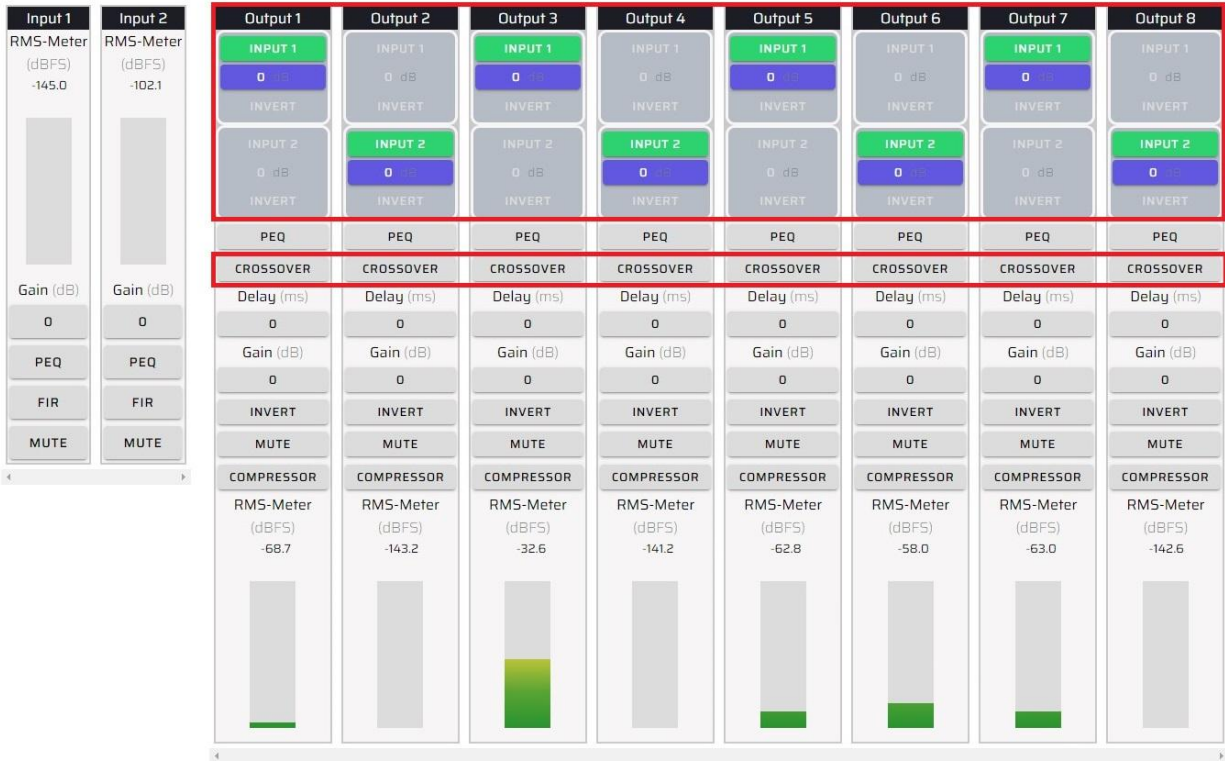 Input 1 Input 2
RMS-Meter RMS-Meter
(dBFS) (dBFS)
-145.0 -102.1
Gain (dB) Gain (dB)
0 0
PEQ PEQ
FIR FIR
MUTE MUTE
Output 1 Output 2 Output 3 Output 4 Output 5 Output 6 Output 7 Output 8
INPUT 1 INPUT 1 INPUT 1 INPUT 1 INPUT 1 INPUT 1 INPUT 1 INPUT 1
0 dB 0 dB 0 dB 0 dB 0 dB 0 dB 0 dB 0 dB
INVERT INVERT INVERT INVERT INVERT INVERT INVERT INVERT
INPUT 2 INPUT 2 INPUT 2 INPUT 2 INPUT 2 INPUT 2 INPUT 2 INPUT 2
0 dB 0 dB 0 dB 0 dB 0 dB 0 dB 0 dB 0 dB
INVERT INVERT INVERT INVERT INVERT INVERT INVERT INVERT
PEQ PEQ PEQ PEQ PEQ PEQ PEQ PEQ
CROSSOVER CROSSOVER CROSSOVER CROSSOVER CROSSOVER CROSSOVER CROSSOVER CROSSOVER
Delay (ms) Delay (ms) Delay (ms) Delay (ms) Delay (ms) Delay (ms) Delay (ms) Delay (ms)
0 0 0 0 0 0 0 0
Gain (dB) Gain (dB) Gain (dB) Gain (dB) Gain (dB) Gain (dB) Gain (dB) Gain (dB)
0 0 0 0 0 0 0 0
INVERT INVERT INVERT INVERT INVERT INVERT INVERT INVERT
MUTE MUTE MUTE MUTE MUTE MUTE MUTE MUTE
COMPRESSOR COMPRESSOR COMPRESSOR COMPRESSOR COMPRESSOR COMPRESSOR COMPRESSOR COMPRESSOR
RMS-Meter RMS-Meter RMS-Meter RMS-Meter RMS-Meter RMS-Meter RMS-Meter RMS-Meter
(dBFS) (dBFS) (dBFS) (dBFS) (dBFS) (dBFS) (dBFS) (dBFS)
-68.7 -143.2 -32.6 -141.2 -62.8 -58.0 -63.0 -142.6